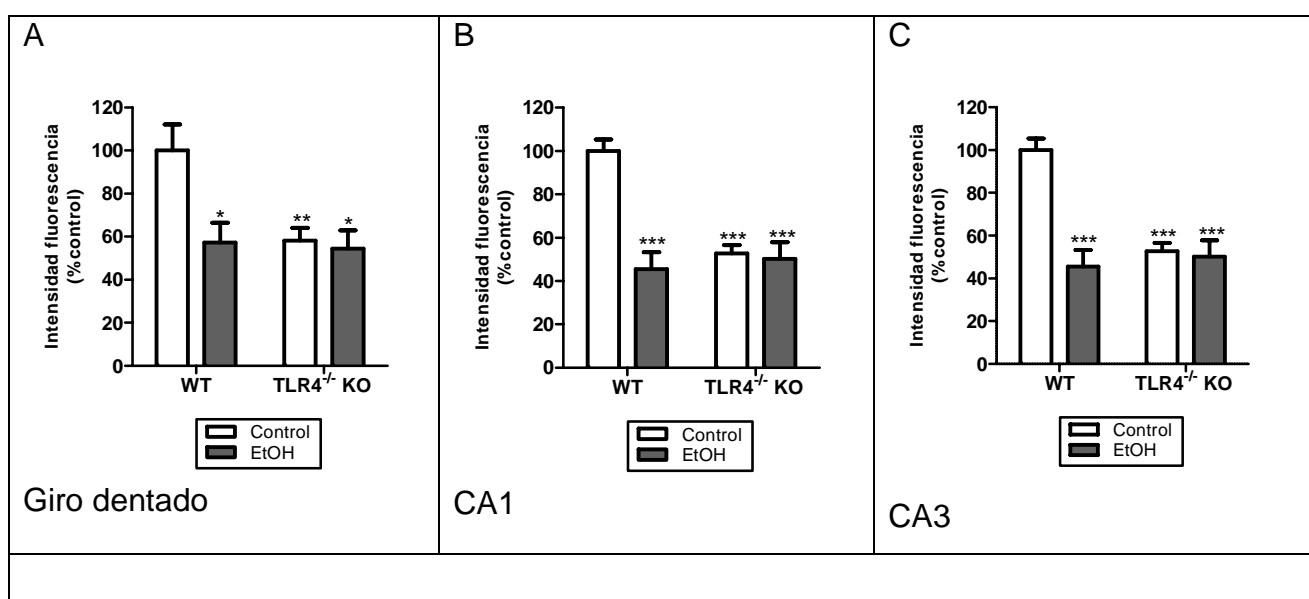 A
Intensidad fluorescencia
(%control)
120
100
80
60
40
20
0
*
**
*
WT
TLR4-/- KO
Control
EtOH
Giro dentado
B
Intensidad fluorescencia
(%control)
120
100
80
60
40
20
0
***
***
***
WT
TLR4-/- KO
Control
EtOH
CA1
C
Intensidad fluorescencia
(%control)
120
100
80
60
40
20
0
***
***
***
WT
TLR4-/- KO
Control
EtOH
CA3